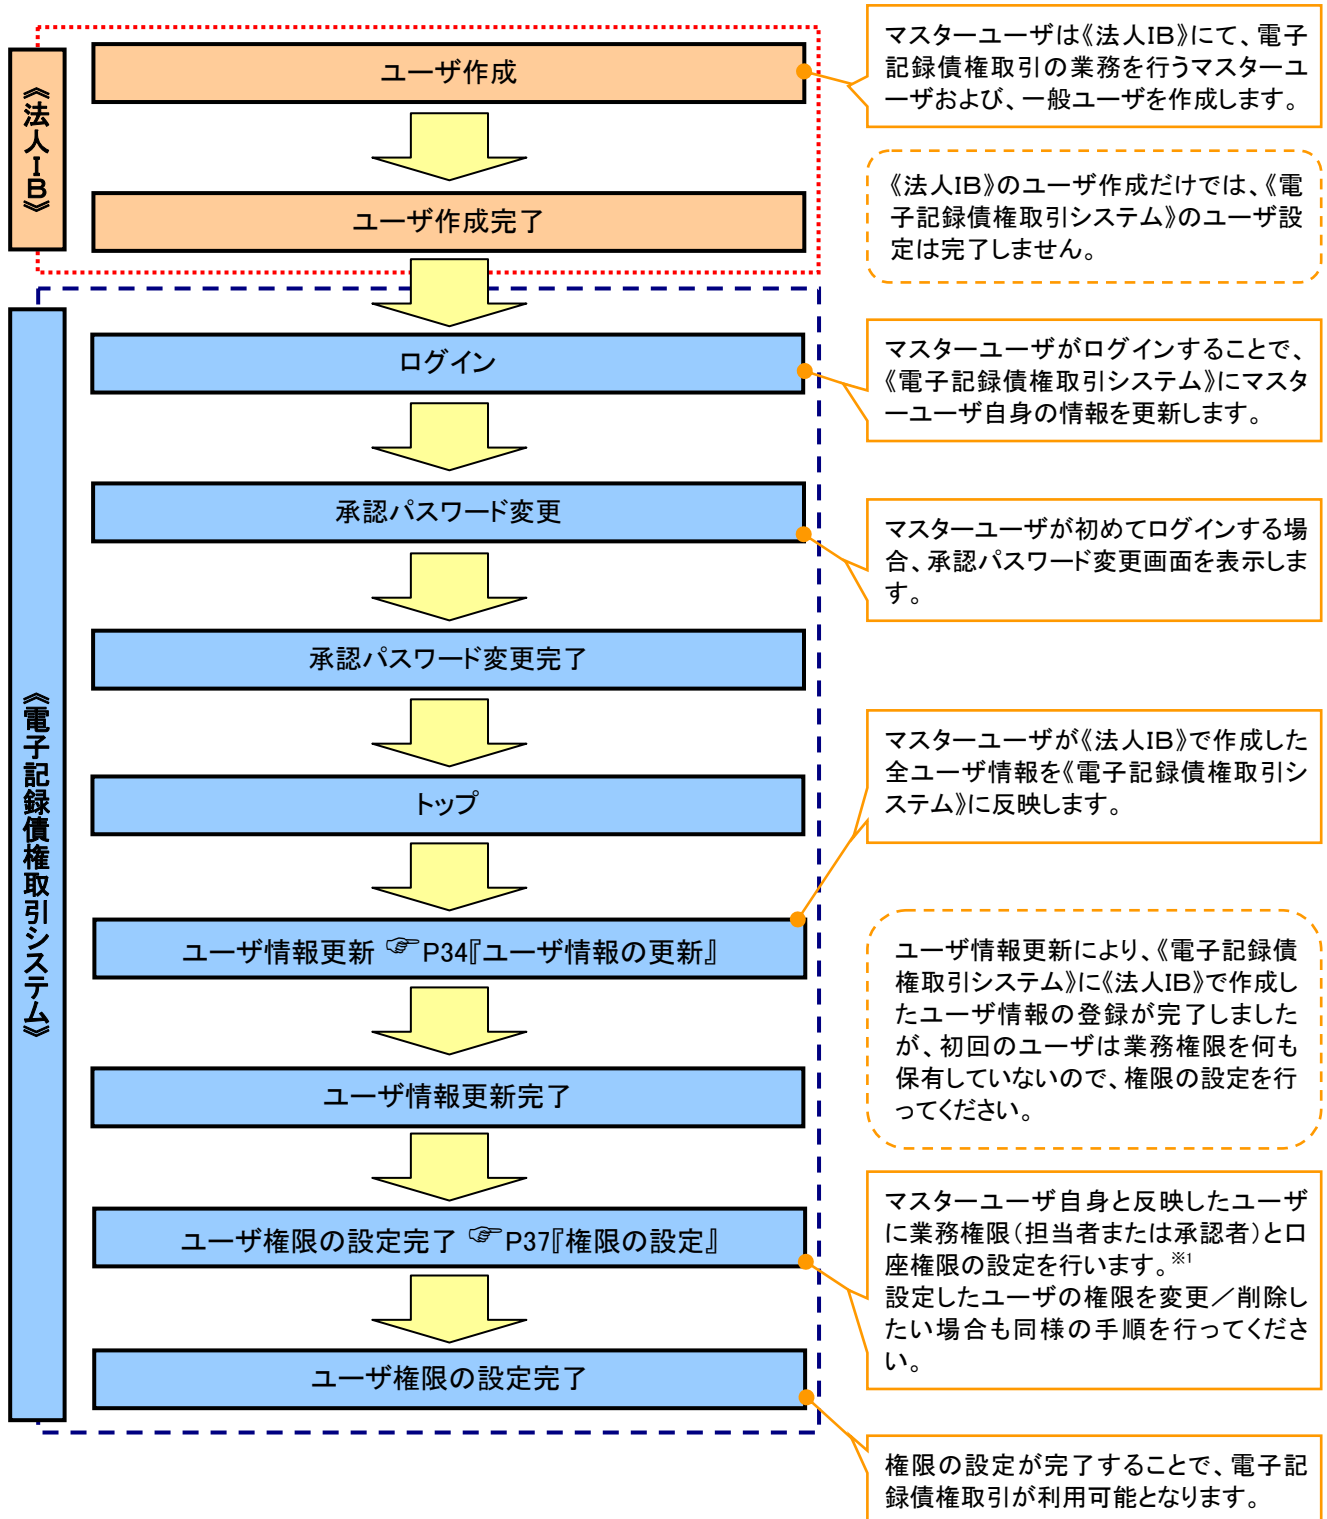 《法人IB》
ユーザ作成
マスターユーザは《法人IB》にて、電子
記録債権取引の業務を行うマスターユ
ーザおよび、一般ユーザを作成します。
ユーザ作成完了
《法人IB》のユーザ作成だけでは、《電
子記録債権取引システム》のユーザ設
定は完了しません。
《電子記録債権取引システム》
ログイン
マスターユーザがログインすることで、
《電子記録債権取引システム》にマスタ
ーユーザ自身の情報を更新します。
承認パスワード変更
マスターユーザが初めてログインする場
合、承認パスワード変更画面を表示しま
す。
承認パスワード変更完了
トップ
マスターユーザが《法人IB》で作成した
全ユーザ情報を《電子記録債権取引シ
ステム》に反映します。
ユーザ情報更新 ☞P34『ユーザ情報の更新』
ユーザ情報更新により、《電子記録債
権取引システム》に《法人IB》で作成し
たユーザ情報の登録が完了しました
が、初回のユーザは業務権限を何も
保有していないので、権限の設定を行
ってください。
ユーザ情報更新完了
ユーザ権限の設定完了 ☞P37『権限の設定』
マスターユーザ自身と反映したユーザ
に業務権限(担当者または承認者)と口
座権限の設定を行います。※1
設定したユーザの権限を変更/削除し
たい場合も同様の手順を行ってくださ
い。
ユーザ権限の設定完了
権限の設定が完了することで、電子記
録債権取引が利用可能となります。